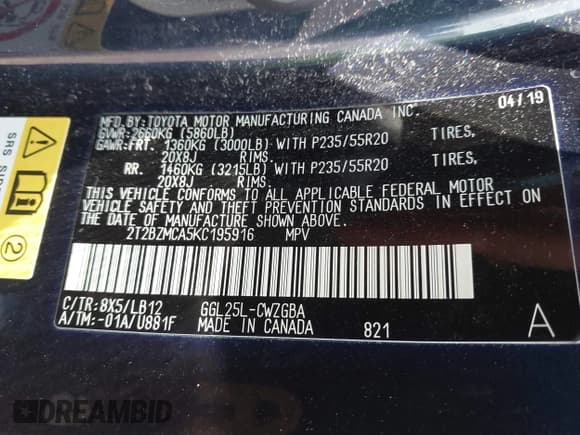 MFD. BY:TOYOTA MOTOR MANUFACTURING CANADA INC. 04/19
GVWR:2660KG (5860LB)
GAWR:FRT. 1360KG (3000LB) WITH P235/55R20 TIRES,
20X8J RIMS.
RR. 1460KG (3215LB) WITH P235/55R20 TIRES,
20X8J RIMS.
THIS VEHICLE CONFORMS TO ALL APPLICABLE FEDERAL MOTOR
VEHICLE SAFETY AND THEFT PREVENTION STANDARDS IN EFFECT ON
THE DATE OF MANUFACTURE SHOWN ABOVE.
2T2BZMCA5KC195916 MPV
C/TR:8X5/LB12 GGL25L-CWZGBA
A/TM:-01A/U881F MADE IN CANADA 821 A
SRS
2
DREAMBID